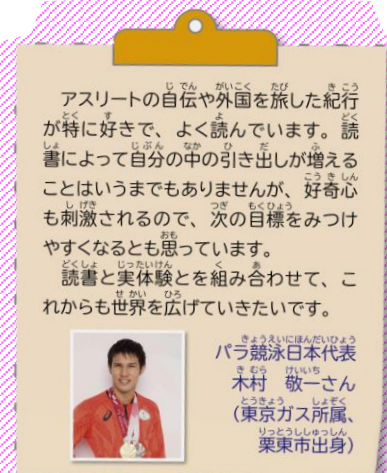 アスリートの自伝や外国を旅した紀行
が特に好きで、よく読んでいます。読
書によって自分の中の引き出しが増える
ことはいうまでもありませんが、好奇心
も刺激されるので、次の目標をみつけ
やすくなるとも思っています。
読書と実体験とを組み合わせて、こ
れからも世界を広げていきたいです。
パラ競泳日本代表
木村 敬一さん
(東京ガス所属、
栗東市出身)